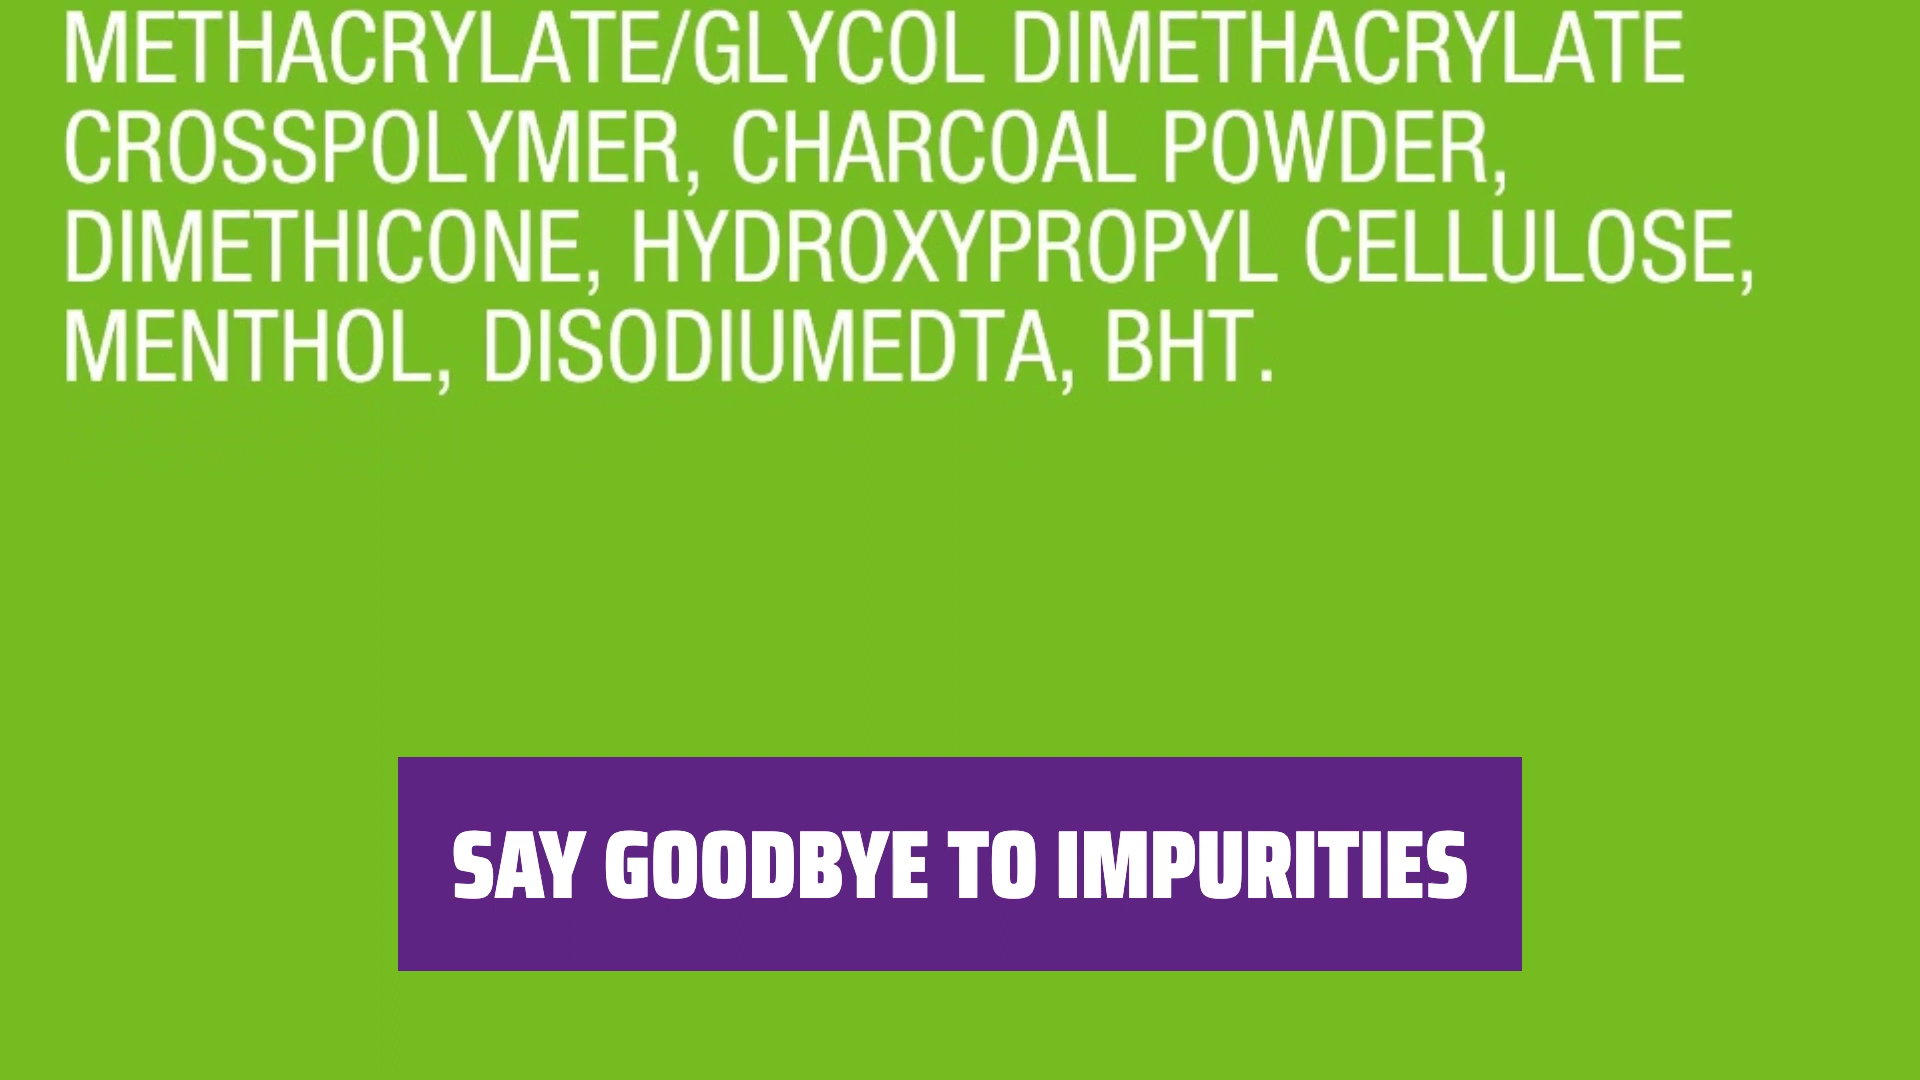 METHACRYLATE/GLYCOL DIMETHACRYLATE
CROSSPOLYMER, CHARCOAL POWDER,
DIMETHICONE, HYDROXYPROPYL CELLULOSE,
MENTHOL, DISODIUMEDTA, BHT.
SAY GOODBYE TO IMPURITIES